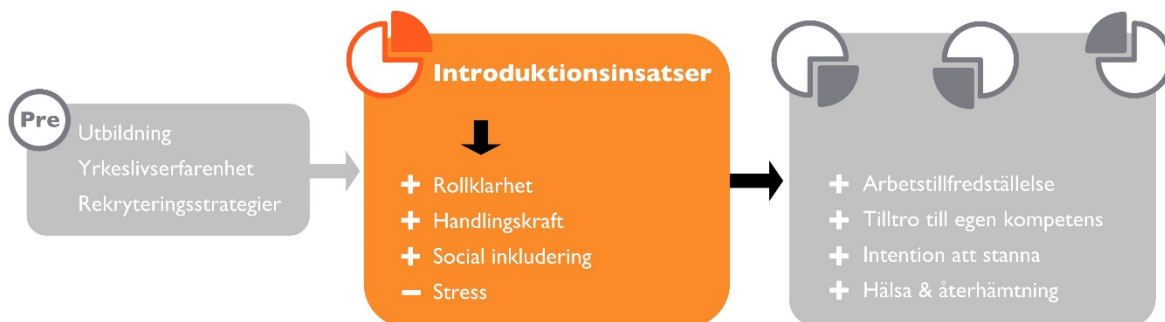 Pre
Utbildning
Yrkeslivserfarenhet
Rekryteringsstrategier
Introduktionsinsatser
+ Rollklarhet
+ Handlingskraft
+ Social inkludering
− Stress
+ Arbetstillfredställelse
+ Tilltro till egen kompetens
+ Intention att stanna
+ Hälsa & återhämtning